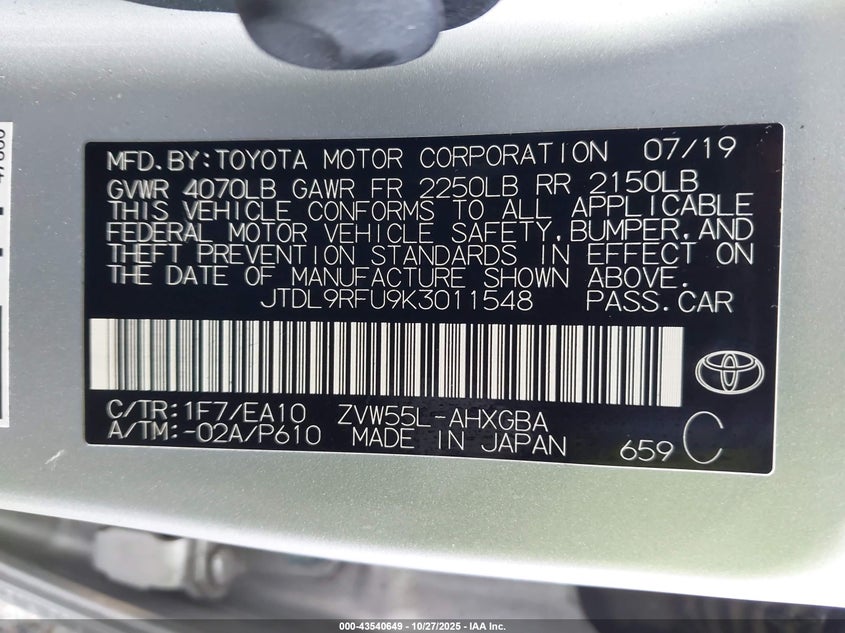 MFD.BY:TOYOTA MOTOR CORPORATION 07/19
GVWR 4070LB GAWR FR 2250LB RR 2150LB
THIS VEHICLE CONFORMS TO ALL APPLICABLE
FEDERAL MOTOR VEHICLE SAFETY,BUMPER,AND
THEFT PREVENTION STANDARDS IN EFFECT ON
THE DATE OF MANUFACTURE SHOWN ABOVE.
JTDL9RFU9K3011548 PASS.CAR
C/TR:1F7/EA10 ZVW55L-AHXGBA
A/TM:-02A/P610 MADE IN JAPAN
659 C
000-43540649 - 10/27/2025 - IAA Inc.